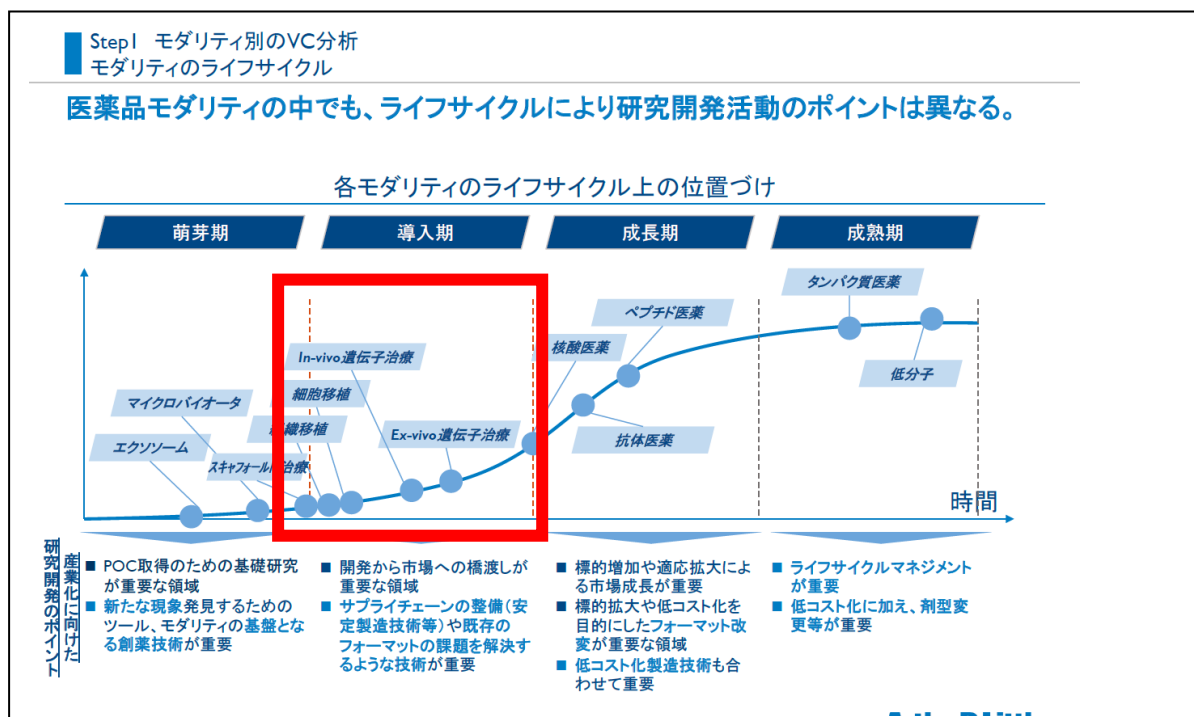 Step1 モダリティ別のVC分析
モダリティのライフサイクル
医薬品モダリティの中でも、ライフサイクルにより研究開発活動のポイントは異なる。
各モダリティのライフサイクル上の位置づけ
萌芽期
導入期
成長期
成熟期
タンパク質医薬
ペプチド医薬
核酸医薬
In-vivo遺伝子治療
低分子
細胞移植
マイクロバイオータ
織移植
Ex-vivo遺伝子治療
抗体医薬
エクソソーム
スキャフォール 治療
時間
産業化に向けた
研究開発のポイント
■ POC取得のための基礎研究
が重要な領域
■ 新たな現象発見するための
ツール、モダリティの基盤とな
る創薬技術が重要
■ 開発から市場への橋渡しが
重要な領域
■ サプライチェーンの整備(安
定製造技術等)や既存の
フォーマットの課題を解決す
るような技術が重要
■ 標的増加や適応拡大によ
る市場成長が重要
■ 標的拡大や低コスト化を
目的にしたフォーマット改
変が重要な領域
■ 低コスト化製造技術も合
わせて重要
■ ライフサイクルマネジメント
が重要
■ 低コスト化に加え、剤型変
更等が重要